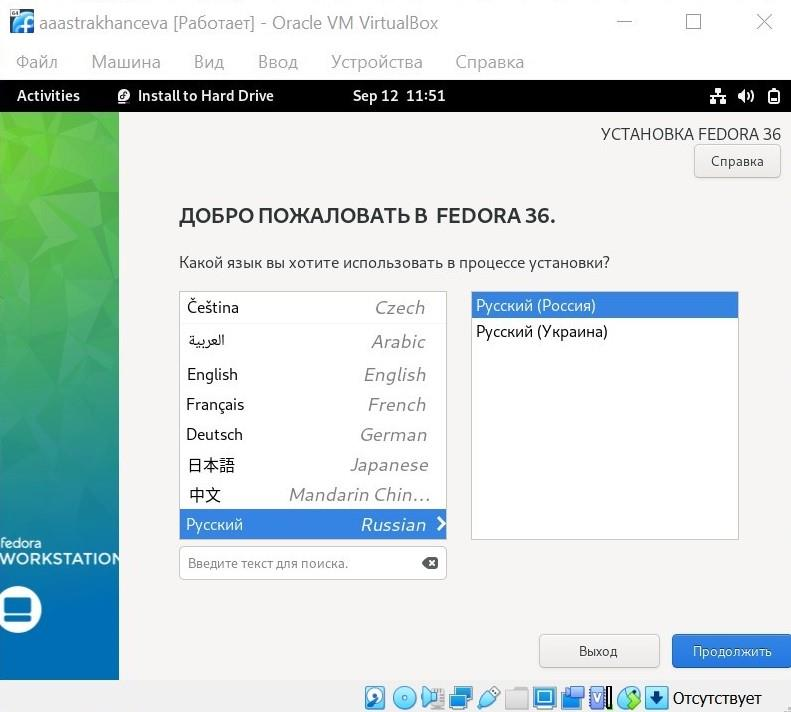 aaastrakhanceva [Работает] - Oracle VM VirtualBox
Файл Машина Вид Ввод Устройства Справка
Activities Install to Hard Drive Sep 12 11:51
УСТАНОВКА FEDORA 36
Справка
ДОБРО ПОЖАЛОВАТЬ В FEDORA 36.
Какой язык вы хотите использовать в процессе установки?
Čeština Czech
العربية Arabic
English English
Français French
Deutsch German
日本語 Japanese
中文 Mandarin Chin...
Русский Russian
Русский (Россия)
Русский (Украина)
Введите текст для поиска.
fedora
WORKSTATION
Выход Продолжить
Отсутствует